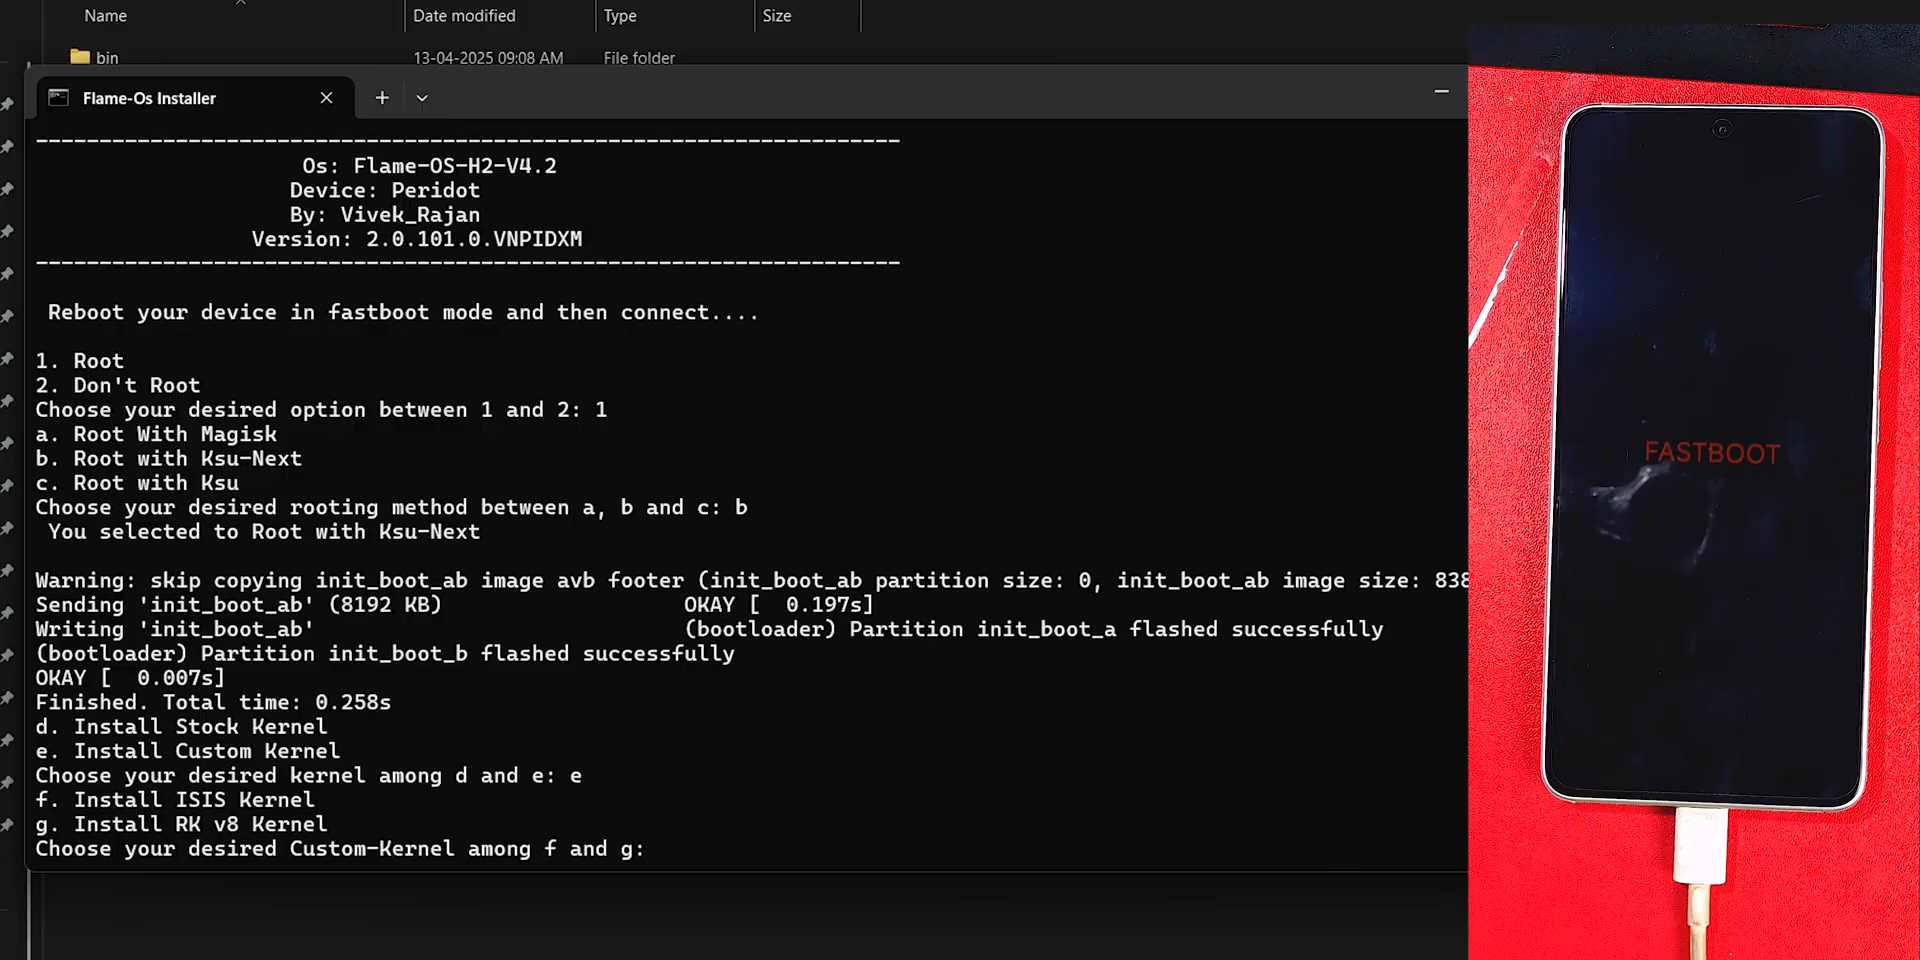 Name Date modified Type Size
bin 13-04-2025 09:08 AM File folder
Flame-Os Installer
--------------------------------------------------------------------
Os: Flame-OS-H2-V4.2
Device: Peridot
By: Vivek_Rajan
Version: 2.0.101.0.VNPIDXM
--------------------------------------------------------------------
Reboot your device in fastboot mode and then connect....
1. Root
2. Don't Root
Choose your desired option between 1 and 2: 1
a. Root With Magisk
b. Root with Ksu-Next
c. Root with Ksu
Choose your desired rooting method between a, b and c: b
You selected to Root with Ksu-Next
Warning: skip copying init_boot_ab image avb footer (init_boot_ab partition size: 0, init_boot_ab image size: 838
Sending 'init_boot_ab' (8192 KB) OKAY [ 0.197s]
Writing 'init_boot_ab' (bootloader) Partition init_boot_a flashed successfully
(bootloader) Partition init_boot_b flashed successfully
OKAY [ 0.007s]
Finished. Total time: 0.258s
d. Install Stock Kernel
e. Install Custom Kernel
Choose your desired kernel among d and e: e
f. Install ISIS Kernel
g. Install RK v8 Kernel
Choose your desired Custom-Kernel among f and g:
FASTBOOT